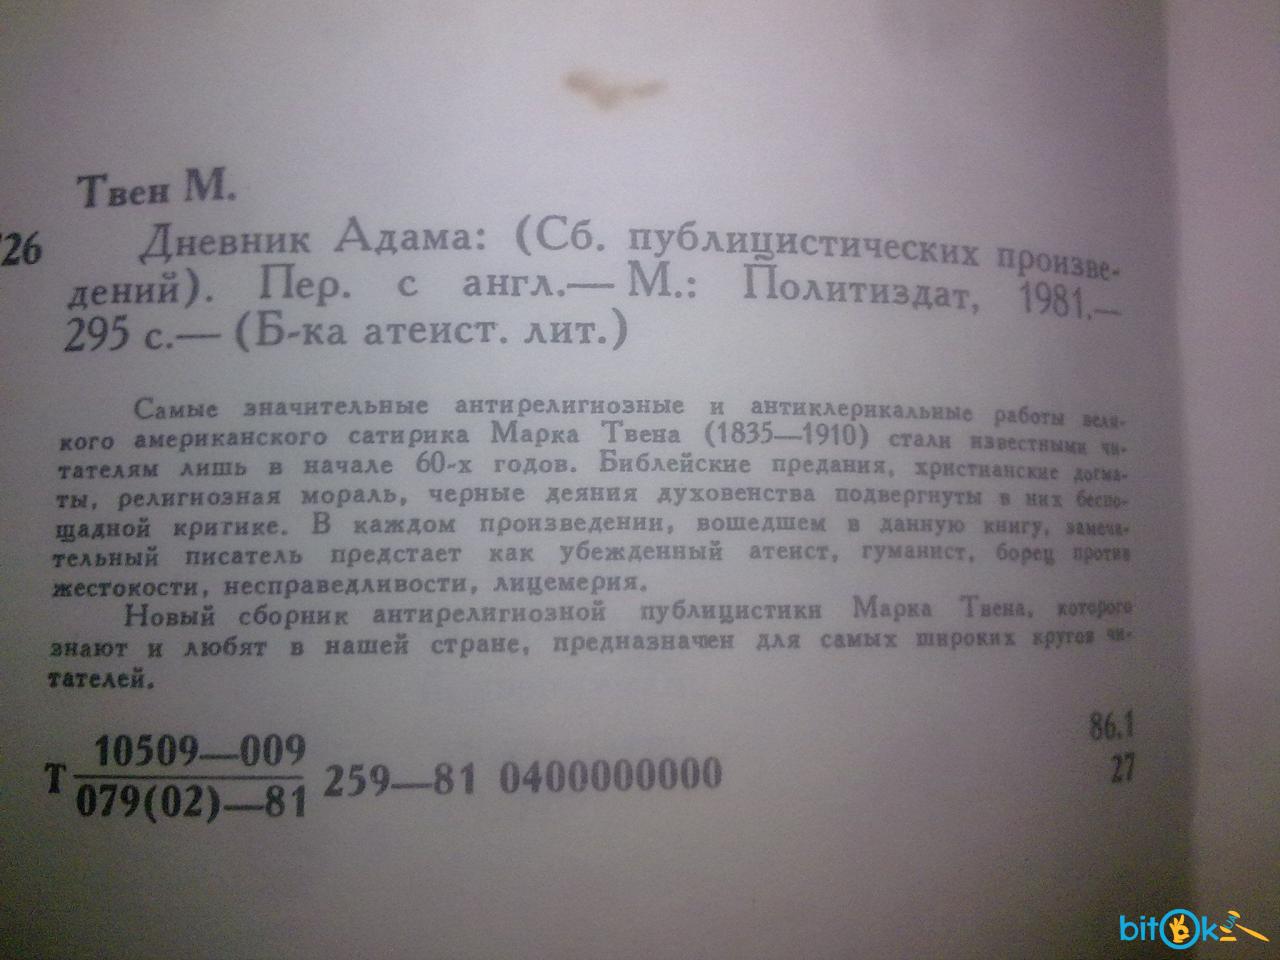 Твен М.
26 Дневник Адама: (Сб. публицистических произве-
дений). Пер. с англ.— М.: Политиздат, 1981.—
295 с.— (Б-ка атеист. лит.)
Самые значительные антирелигиозные и антиклерикальные работы вели-
кого американского сатирика Марка Твена (1835—1910) стали известными чи-
тателям лишь в начале 60-х годов. Библейские предания, христианские догма-
ты, религиозная мораль, черные деяния духовенства подвергнуты в них беспо-
щадной критике. В каждом произведении, вошедшем в данную книгу, замеча-
тельный писатель предстает как убежденный атеист, гуманист, борец против
жестокости, несправедливости, лицемерия.
Новый сборник антирелигиозной публицистики Марка Твена, которого
знают и любят в нашей стране, предназначен для самых широких кругов чи-
тателей.
86.1
10509—009
Т 259—81 0400000000 27
079(02)—81
bitOk.ua